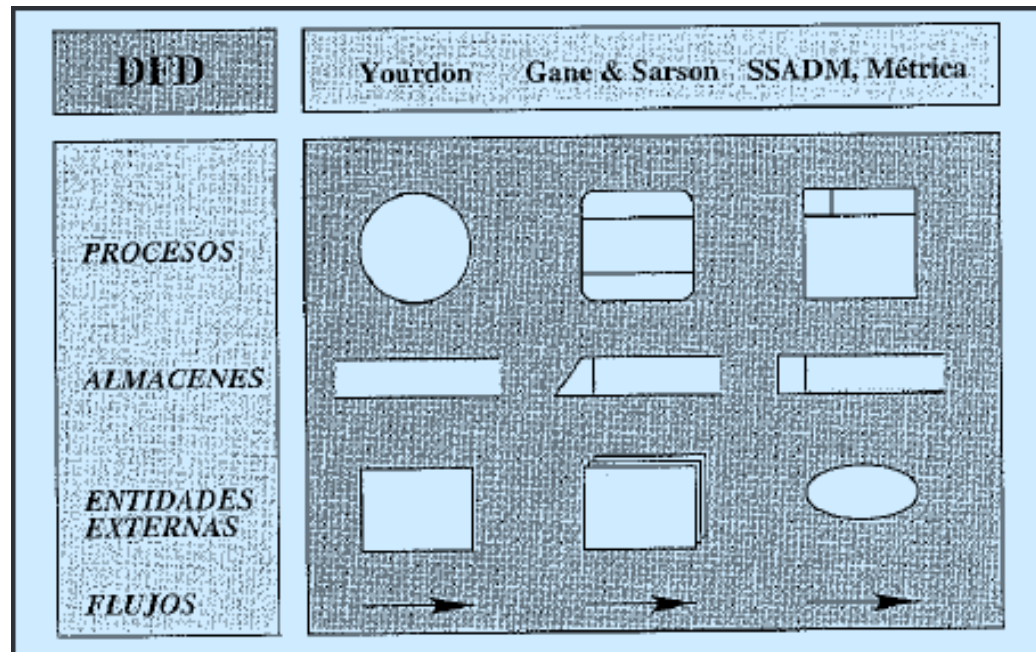 DFD
Yourdon Gane & Sarson SSADM, Métrica
PROCESOS
ALMACENES
ENTIDADES
EXTERNAS
FLUJOS